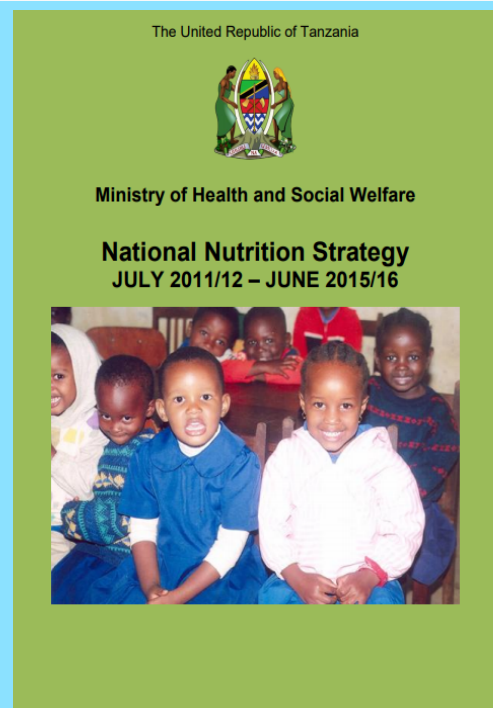 The United Republic of Tanzania
Ministry of Health and Social Welfare
National Nutrition Strategy
JULY 2011/12 – JUNE 2015/16